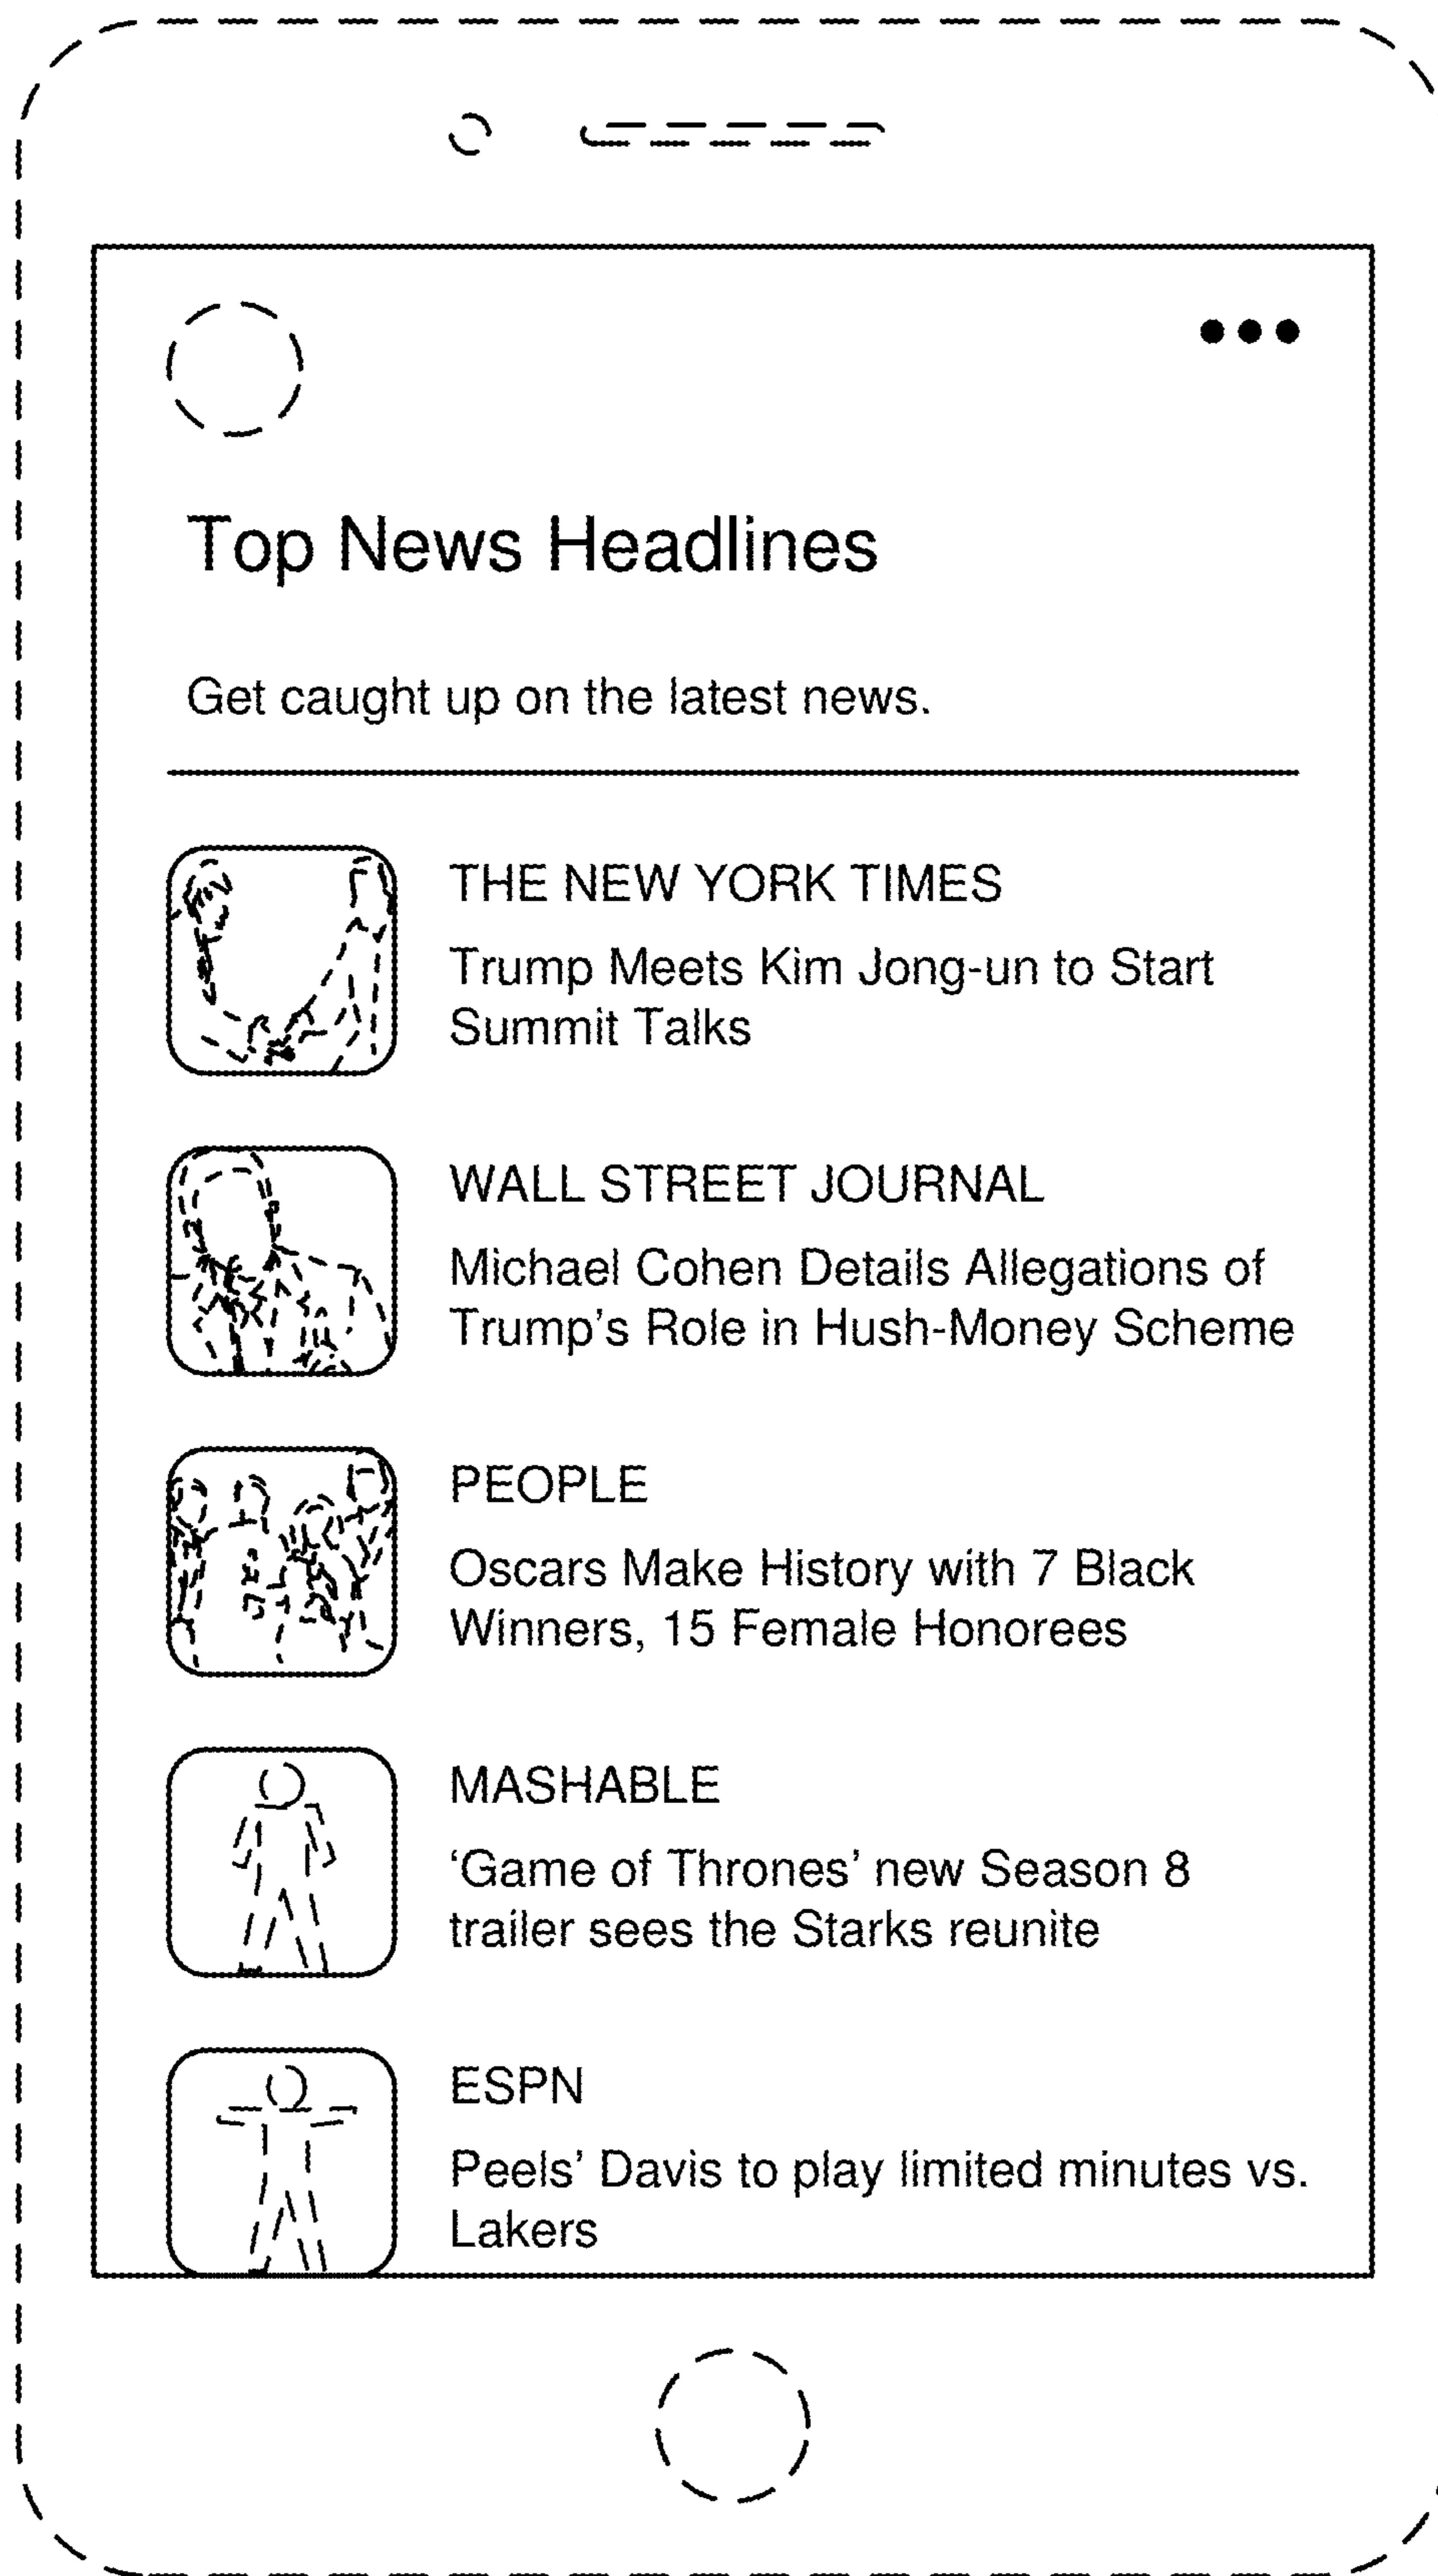 Top News Headlines
Get caught up on the latest news.
THE NEW YORK TIMES
Trump Meets Kim Jong-un to Start
Summit Talks
WALL STREET JOURNAL
Michael Cohen Details Allegations of
Trump's Role in Hush-Money Scheme
PEOPLE
Oscars Make History with 7 Black
Winners, 15 Female Honorees
MASHABLE
‘Game of Thrones’ new Season 8
trailer sees the Starks reunite
ESPN
Peels’ Davis to play limited minutes vs.
Lakers